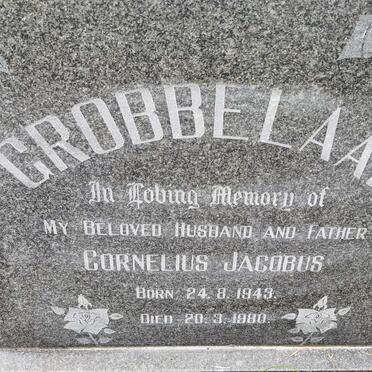 GROBBELAA
In Loving Memory of
MY BELOVED HUSBAND AND FATHER
CORNELIUS JACOBUS
BORN: 24.8.1943.
DIED: 20.3.1980.